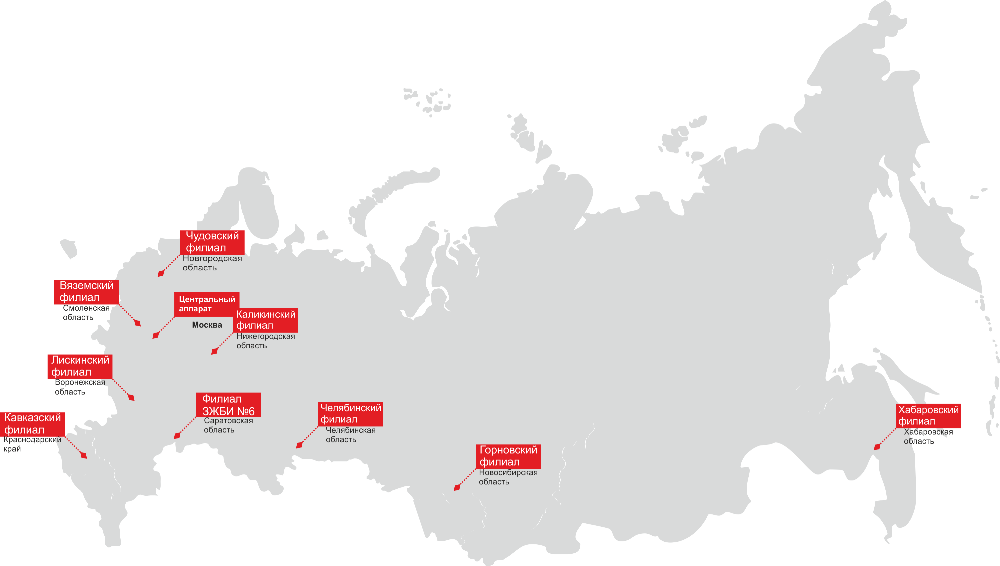 Чудовский
филиал
Новгородская
область
Вяземский
филиал
Смоленская
область
Центральный
аппарат
Москва
Каликинский
филиал
Нижегородская
область
Лискинский
филиал
Воронежская
область
Филиал
ЗЖБИ №6
Саратовская
область
Челябинский
филиал
Челябинская
область
Кавказский
филиал
Краснодарский
край
Горновский
филиал
Новосибирская
область
Хабаровский
филиал
Хабаровская
область